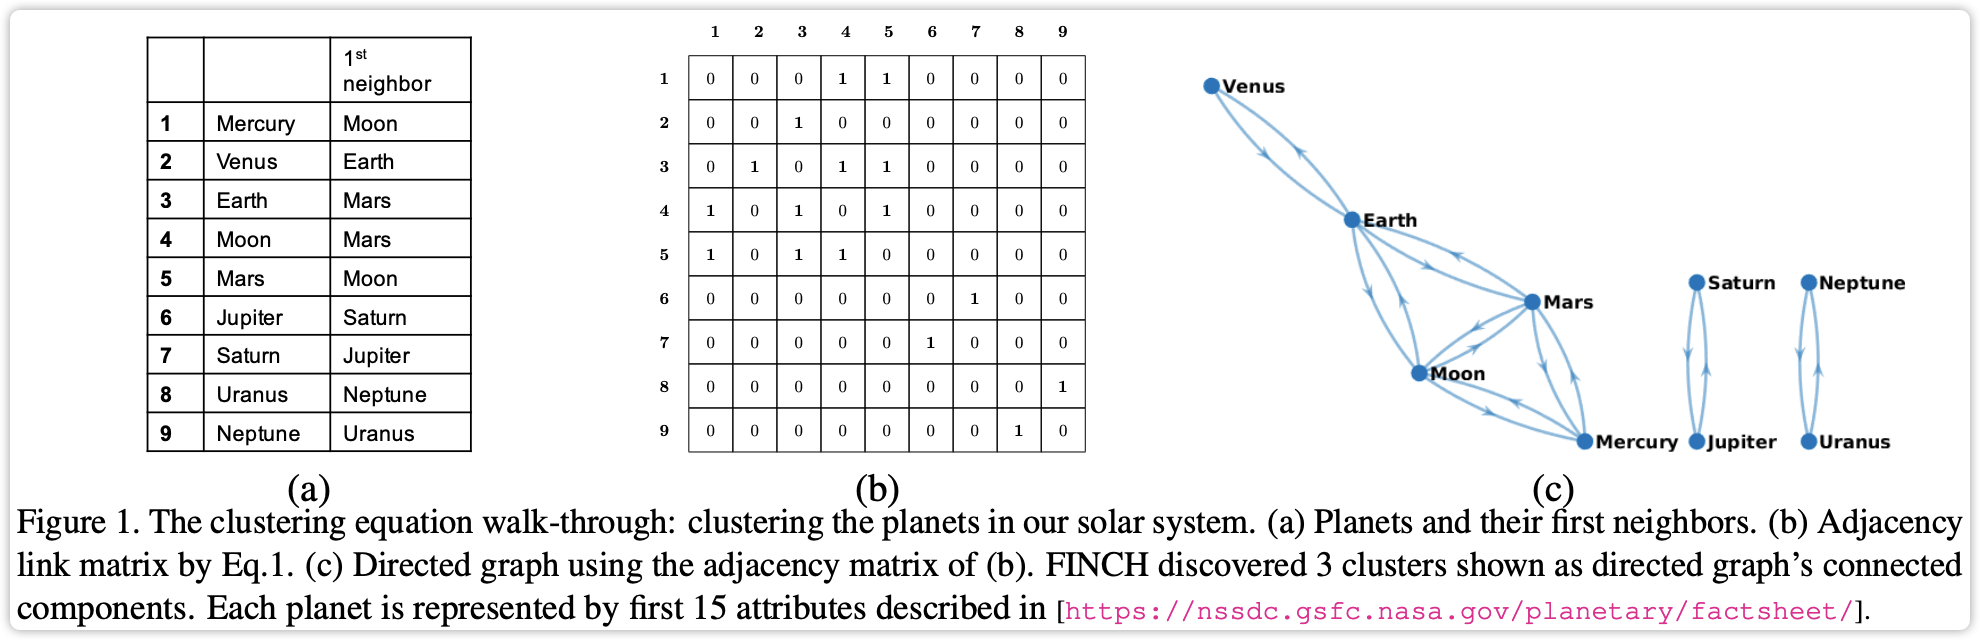 1st
neighbor
1 Mercury Moon
2 Venus Earth
3 Earth Mars
4 Moon Mars
5 Mars Moon
6 Jupiter Saturn
7 Saturn Jupiter
8 Uranus Neptune
9 Neptune Uranus
(a)
1 2 3 4 5 6 7 8 9
1 0 0 0 1 1 0 0 0 0
2 0 0 1 0 0 0 0 0 0
3 0 1 0 1 1 0 0 0 0
4 1 0 1 0 1 0 0 0 0
5 1 0 1 1 0 0 0 0 0
6 0 0 0 0 0 0 1 0 0
7 0 0 0 0 0 1 0 0 0
8 0 0 0 0 0 0 0 0 1
9 0 0 0 0 0 0 0 1 0
(b)
Venus
Earth
Mars
Moon
Mercury
Saturn
Jupiter
Neptune
Uranus
(c)
Figure 1. The clustering equation walk-through: clustering the planets in our solar system. (a) Planets and their first neighbors. (b) Adjacency
link matrix by Eq.1. (c) Directed graph using the adjacency matrix of (b). FINCH discovered 3 clusters shown as directed graph's connected
components. Each planet is represented by first 15 attributes described in [https://nssdc.gsfc.nasa.gov/planetary/factsheet/].